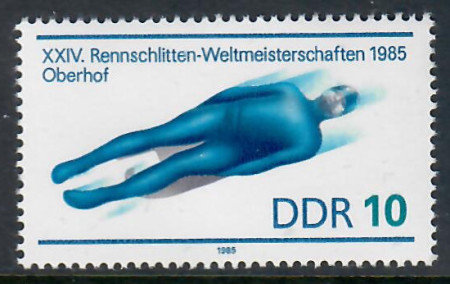 XXIV. Rennschlitten-Weltmeisterschaften 1985
Oberhof
DDR 10
1985